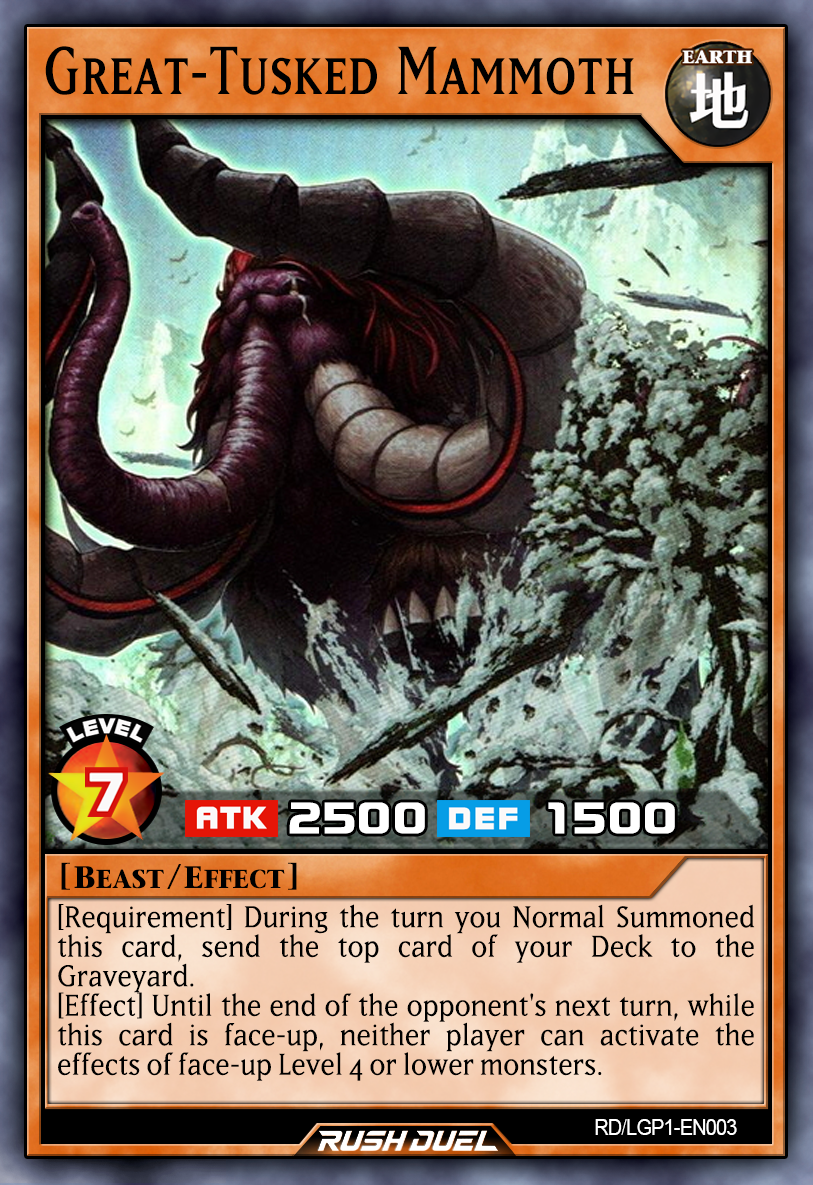 Great-Tusked Mammoth
EARTH
地
LEVEL
7
ATK 2500 DEF 1500
[Beast/Effect]
[Requirement] During the turn you Normal Summoned
this card, send the top card of your Deck to the
Graveyard.
[Effect] Until the end of the opponent's next turn, while
this card is face-up, neither player can activate the
effects of face-up Level 4 or lower monsters.
RUSH DUEL
RD/LGP1-EN003